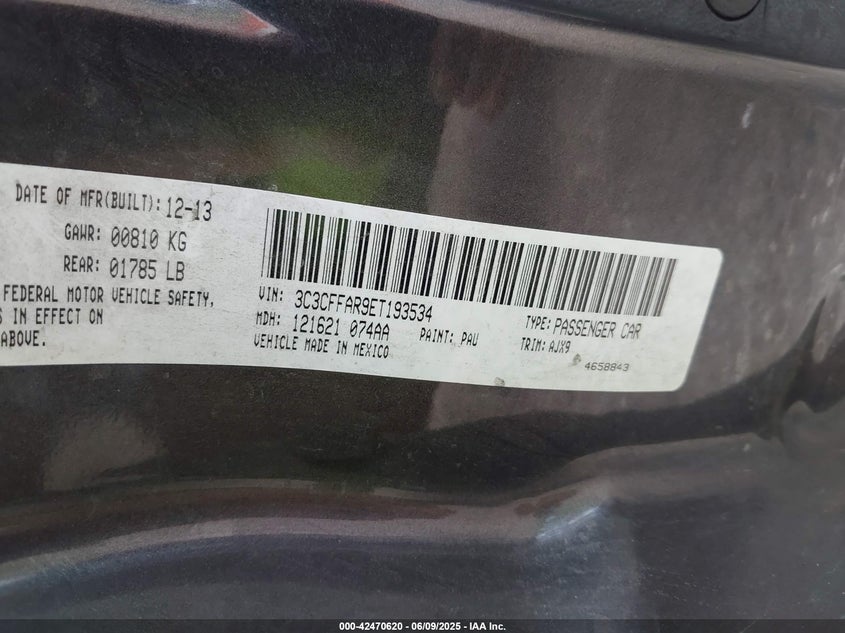 DATE OF MFR(BUILT): 12-13
GAWR: 00810 KG
REAR: 01785 LB
FEDERAL MOTOR VEHICLE SAFETY,
IN EFFECT ON
ABOVE.
VIN: 3C3CFFAR9ET193534
TYPE: PASSENGER CAR
MDH: 121621 074AA
PAINT: PAU
TRIM: AJX9
VEHICLE MADE IN MEXICO
4658843
000-42470620 - 06/09/2025 - IAA Inc.